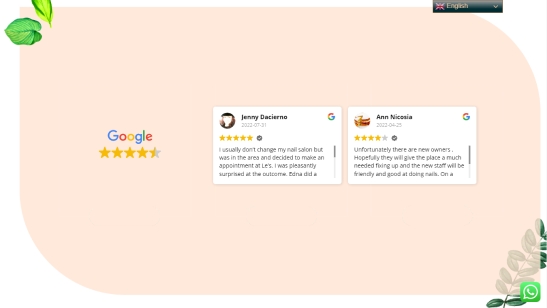 English
Google
Jenny Dacierno
2022-07-31
I usually don't change my nail salon but
was in the area and decided to make an
appointment at Le's. I was pleasantly
surprised at the outcome. Edna did a
Ann Nicosia
2022-04-25
Unfortunately there are new owners .
Hopefully they will give the place a much
needed fixing up and the new staff will be
friendly and good at doing nails. On a